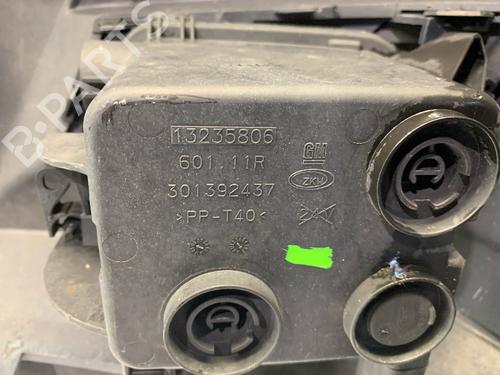 B-PARTS
13235806
601.11R
GM
301392437
ZKW
>PP-T40<